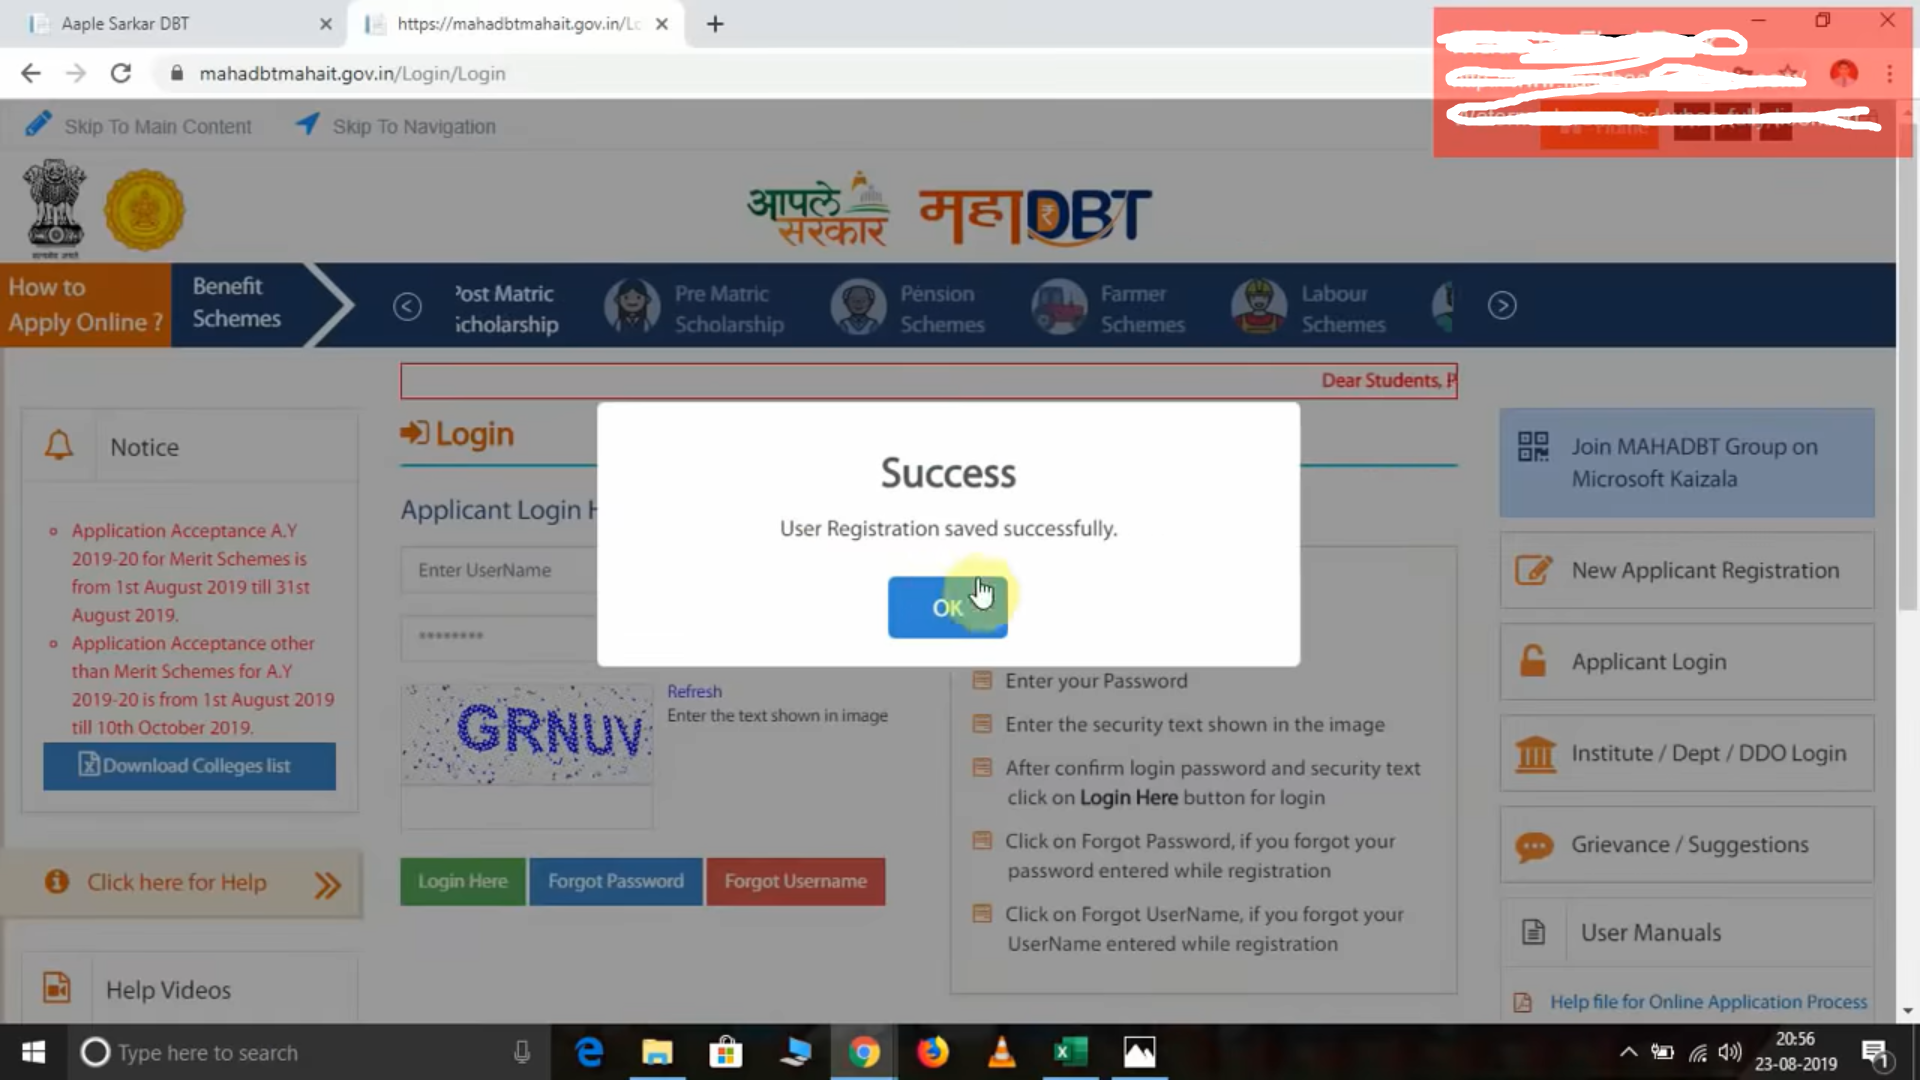 Aaple Sarkar DBT
https://mahadbtmahait.gov.in/Lo
mahadbtmahait.gov.in/Login/Login
Skip To Main Content
Skip To Navigation
आपले सरकार
महाDBT
How to
Apply Online ?
Benefit
Schemes
Post Matric
Scholarship
Pre Matric
Scholarship
Pension
Schemes
Farmer
Schemes
Labour
Schemes
Dear Students, P
Notice
Application Acceptance A.Y
2019-20 for Merit Schemes is
from 1st August 2019 till 31st
August 2019.
Application Acceptance other
than Merit Schemes for A.Y
2019-20 is from 1st August 2019
till 10th October 2019.
Download Colleges list
Click here for Help
Help Videos
Login
Applicant Login H
Enter UserName
********
GRNUV
Refresh
Enter the text shown in image
Login Here
Forgot Password
Forgot Username
Success
User Registration saved successfully.
OK
Enter your Password
Enter the security text shown in the image
After confirm login password and security text
click on Login Here button for login
Click on Forgot Password, if you forgot your
password entered while registration
Click on Forgot UserName, if you forgot your
UserName entered while registration
Join MAHADBT Group on
Microsoft Kaizala
New Applicant Registration
Applicant Login
Institute / Dept / DDO Login
Grievance / Suggestions
User Manuals
Help file for Online Application Process
Type here to search
20:56
23-08-2019
1